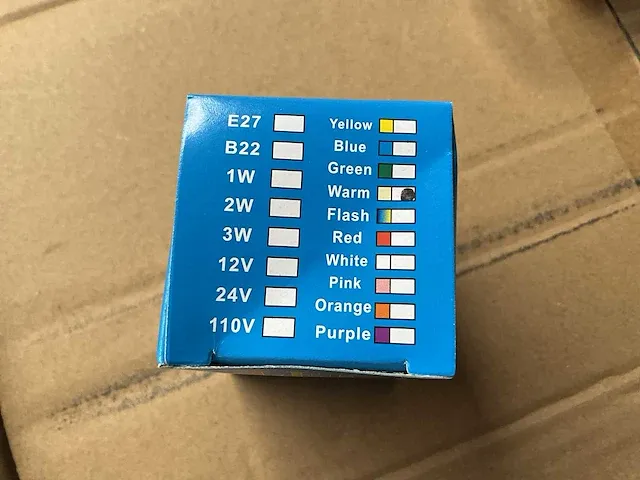 E27
B22
1W
2W
3W
12V
24V
110V
Yellow
Blue
Green
Warm
Flash
Red
White
Pink
Orange
Purple